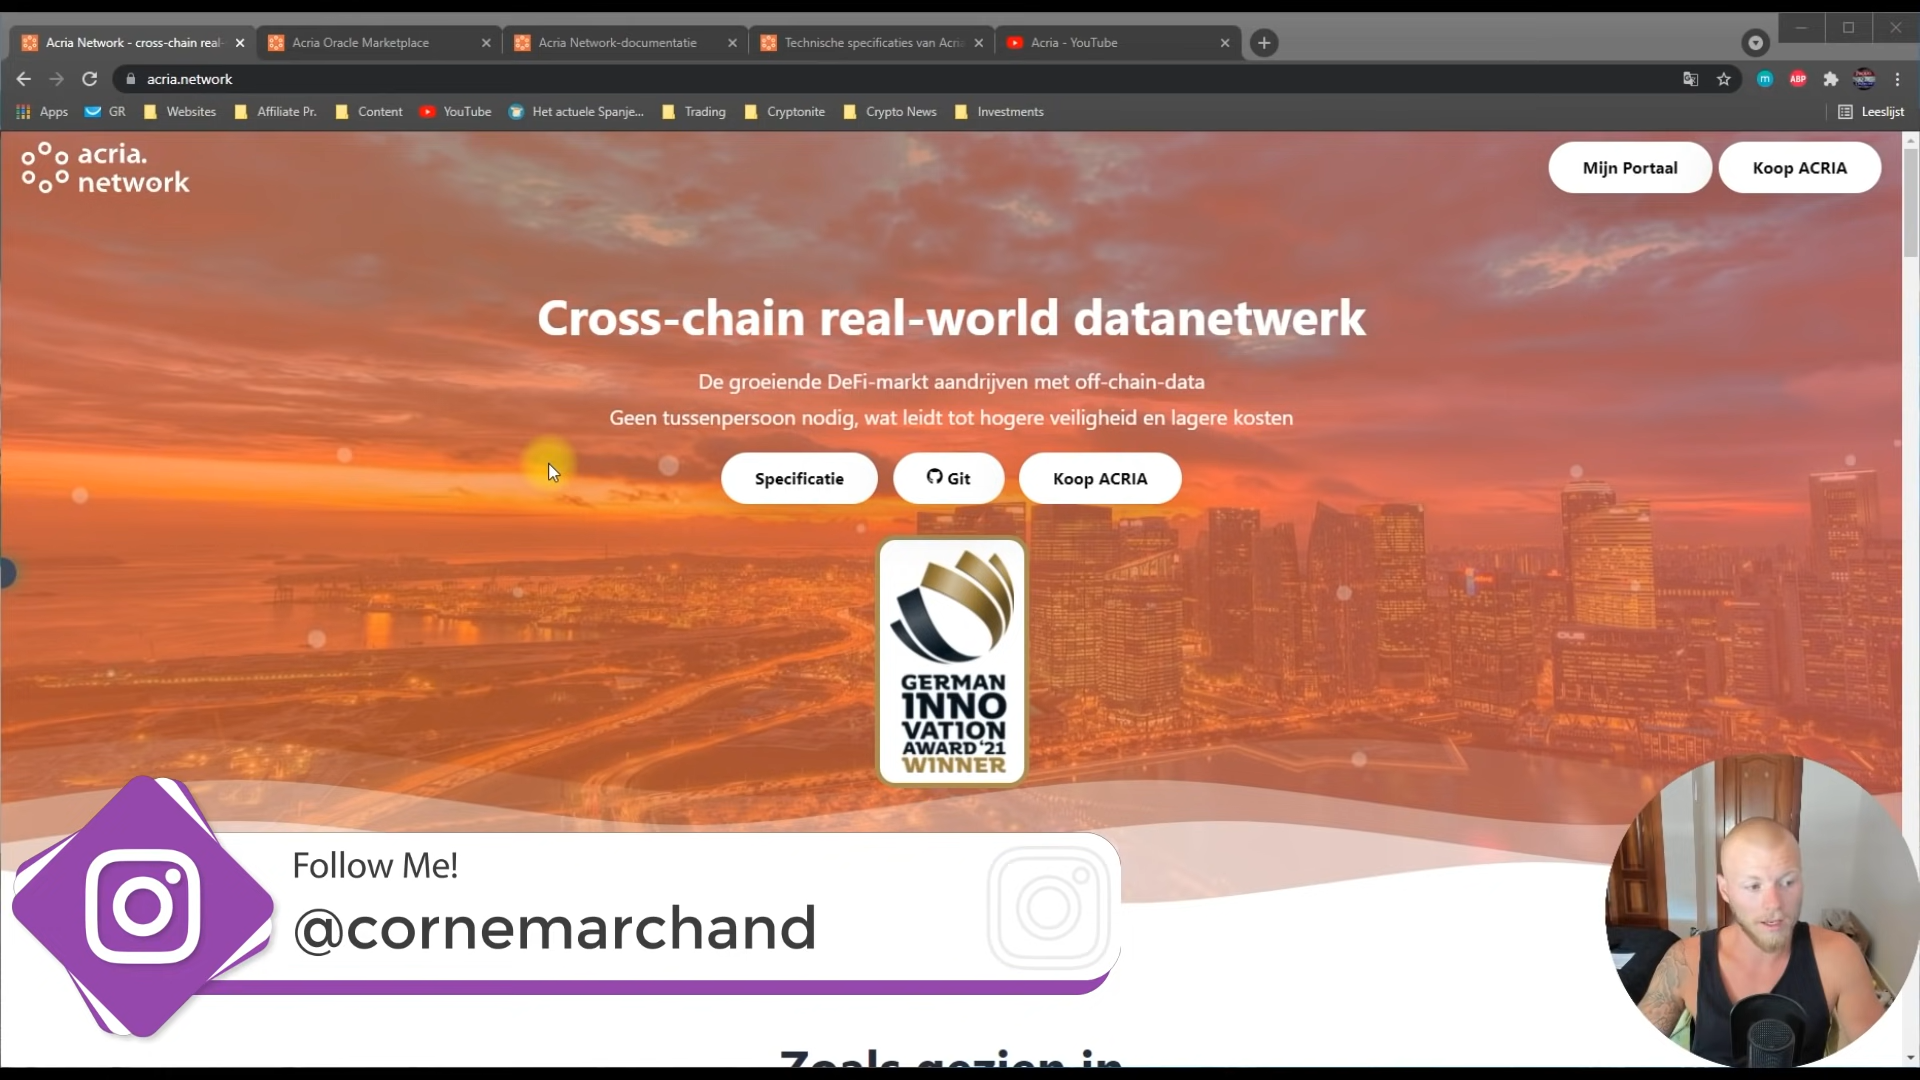 Acria Network - cross-chain real-
Acria Oracle Marketplace
Acria Network-documentatie
Technische specificaties van Acria
Acria - YouTube
acria.network
ABP
Apps
GR
Websites
Affiliate Pr.
Content
YouTube
Het actuele Spanje...
Trading
Cryptonite
Crypto News
Investments
Leeslijst
acria.
network
Mijn Portaal
Koop ACRIA
Cross-chain real-world datanetwerk
De groeiende DeFi-markt aandrijven met off-chain-data
Geen tussenpersoon nodig, wat leidt tot hogere veiligheid en lagere kosten
Specificatie
Git
Koop ACRIA
GERMAN
INNO
VATION
AWARD '21
WINNER
Follow Me!
@cornemarchand
Zoals gezien in